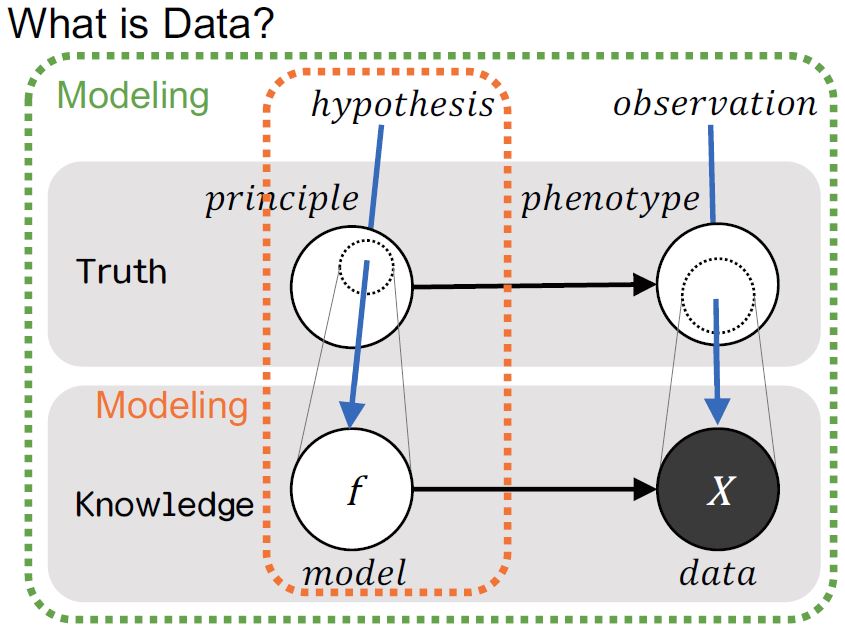 What is Data?
Modeling
hypothesis
observation
principle
phenotype
Truth
Modeling
Knowledge
f
X
model
data